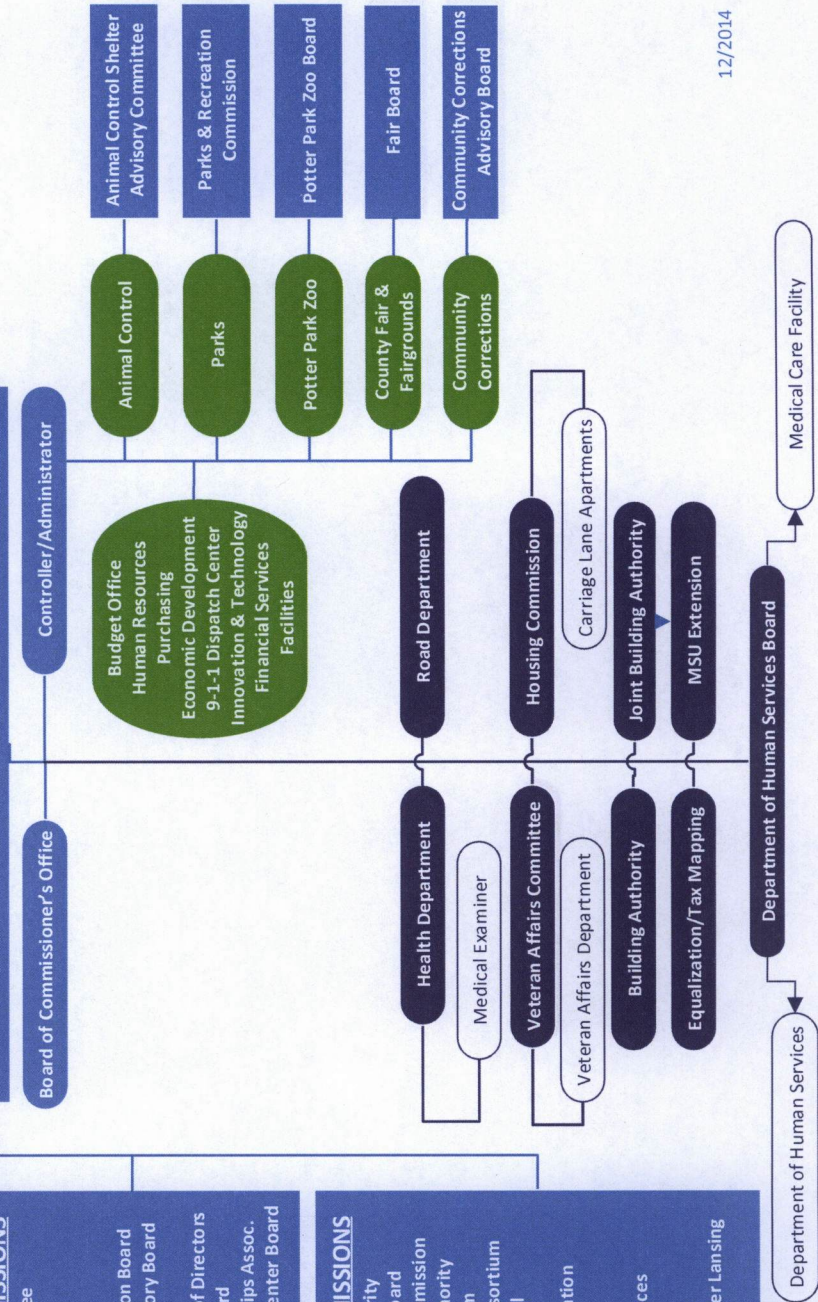 Board of Commissioner's Office
Controller/Administrator
Budget Office
Human Resources
Purchasing
Economic Development
9-1-1 Dispatch Center
Innovation & Technology
Financial Services
Facilities
Animal Control
Animal Control Shelter
Advisory Committee
Parks
Parks & Recreation
Commission
Potter Park Zoo
Potter Park Zoo Board
County Fair &
Fairgrounds
Fair Board
Community
Corrections
Community Corrections
Advisory Board
Health Department
Road Department
Medical Examiner
Veteran Affairs Committee
Housing Commission
Veteran Affairs Department
Carriage Lane Apartments
Building Authority
Joint Building Authority
Equalization/Tax Mapping
MSU Extension
Department of Human Services Board
Department of Human Services
Medical Care Facility
ISSIONS
ee
on Board
ory Board
of Directors
rd
ips Assoc.
enter Board
ISSIONS
ity
ard
mission
ority
n
sortium
l
ation
ces
er Lansing
12/2014